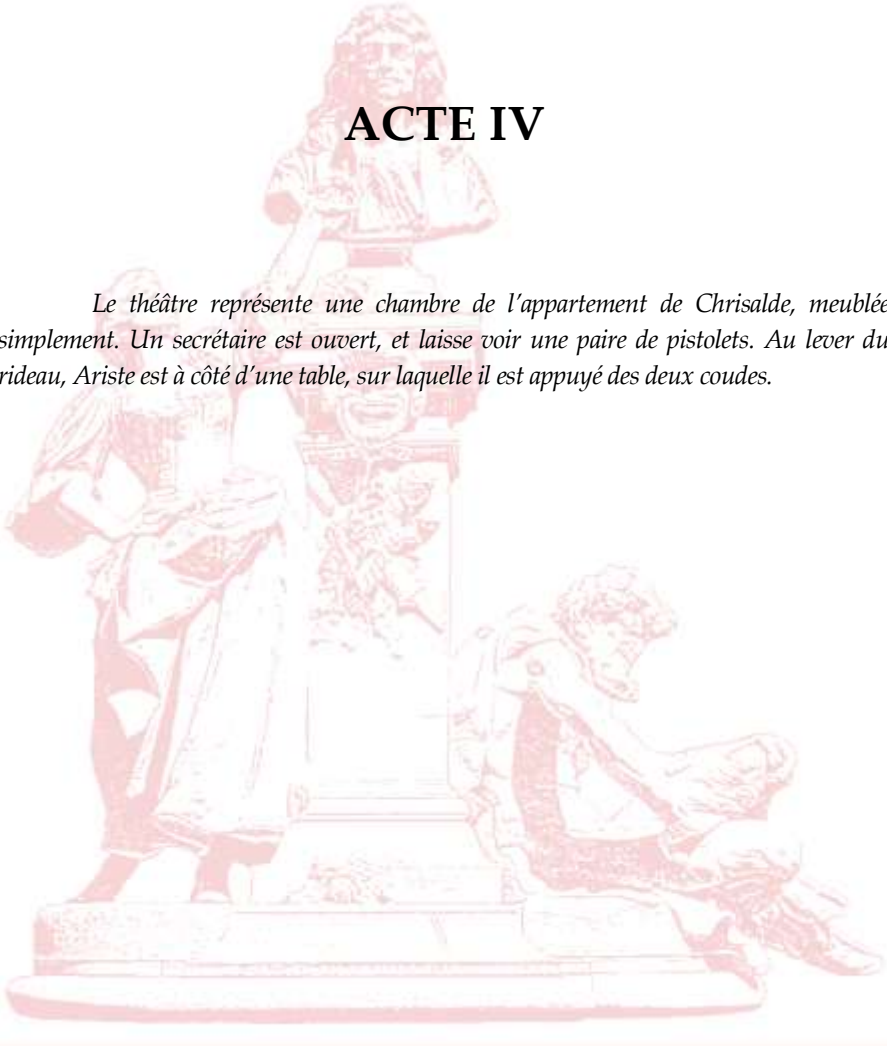 ACTE IV
Le théâtre représente une chambre de l’appartement de Chrisalde, meublée
simplement. Un secrétaire est ouvert, et laisse voir une paire de pistolets. Au lever du
rideau, Ariste est à côté d’une table, sur laquelle il est appuyé des deux coudes.